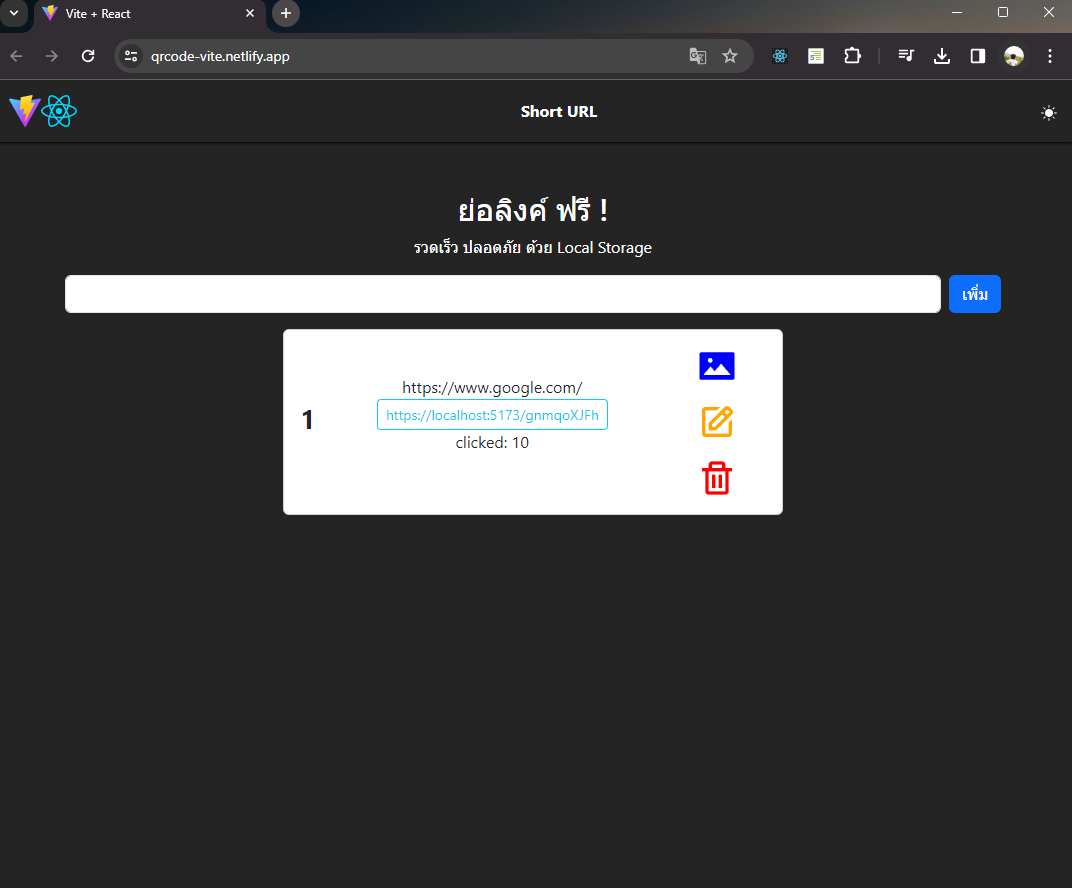 Vite + React
qrcode-vite.netlify.app
Short URL
ย่อลิงค์ ฟรี !
รวดเร็ว ปลอดภัย ด้วย Local Storage
เพิ่ม
https://www.google.com/
1
https://localhost:5173/gnmqoXJFh
clicked: 10